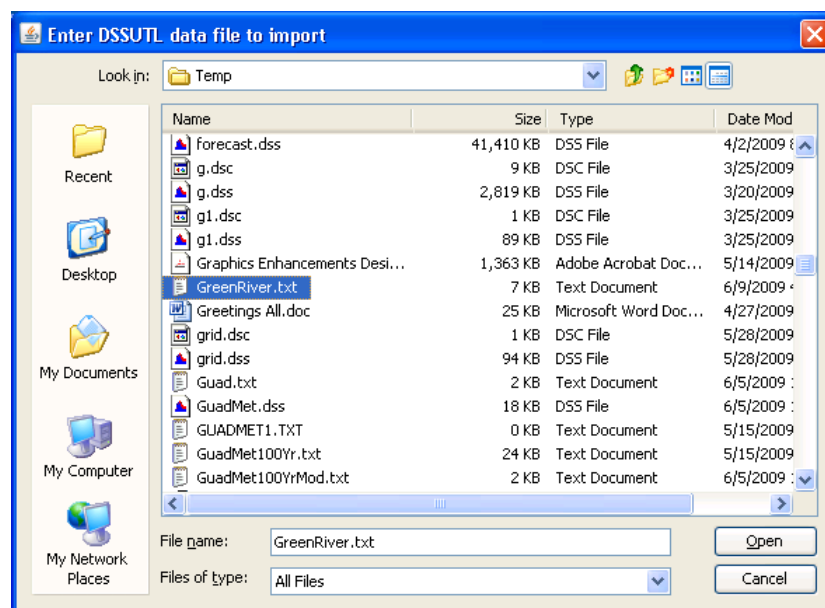 Enter DSSUTL data file to import
Look in: Temp
Name Size Type Date Mod
forecast.dss 41,410 KB DSS File 4/2/2009 8
g.dsc 9 KB DSC File 3/25/2009
g.dss 2,819 KB DSS File 3/20/2009
g1.dsc 1 KB DSC File 3/25/2009
g1.dss 89 KB DSS File 3/25/2009
Graphics Enhancements Desi... 1,363 KB Adobe Acrobat Doc... 5/14/2009
GreenRiver.txt 7 KB Text Document 6/9/2009
Greetings All.doc 25 KB Microsoft Word Doc... 4/27/2009
grid.dsc 1 KB DSC File 5/28/2009
grid.dss 94 KB DSS File 5/28/2009
Guad.txt 2 KB Text Document 6/5/2009
GuadMet.dss 18 KB DSS File 6/5/2009
GUADMET1.TXT 0 KB Text Document 5/15/2009
GuadMet100Yr.txt 24 KB Text Document 5/15/2009
GuadMet100YrMod.txt 2 KB Text Document 6/5/2009
Recent
Desktop
My Documents
My Computer
My Network
Places
File name: GreenRiver.txt
Open
Files of type: All Files
Cancel